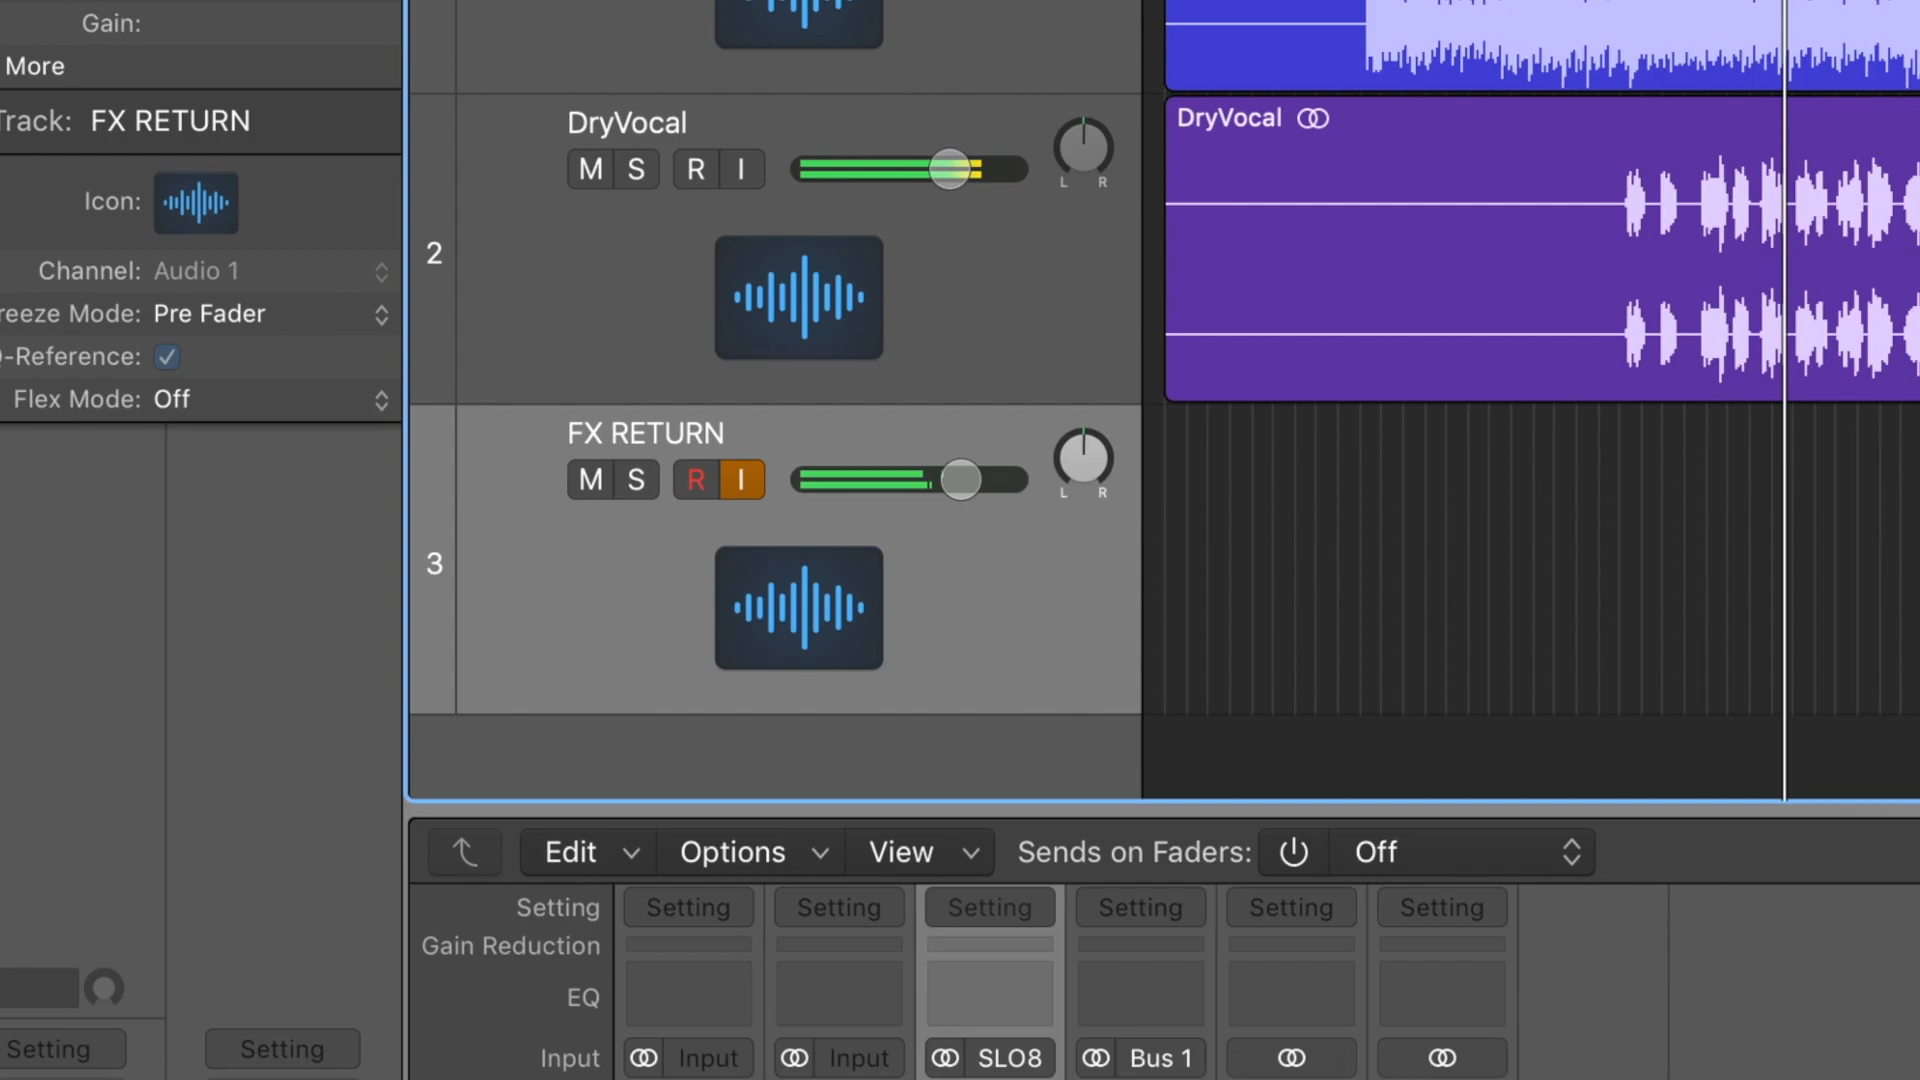 Gain:
More
Track: FX RETURN
Icon:
Channel: Audio 1
reeze Mode: Pre Fader
-Reference:
Flex Mode: Off
Setting
Setting
DryVocal
M S R I
L R
2
FX RETURN
M S R I
L R
3
DryVocal
Edit Options View Sends on Faders: Off
Setting Setting Setting Setting Setting Setting Setting
Gain Reduction
EQ
Input Input Input SLO8 Bus 1